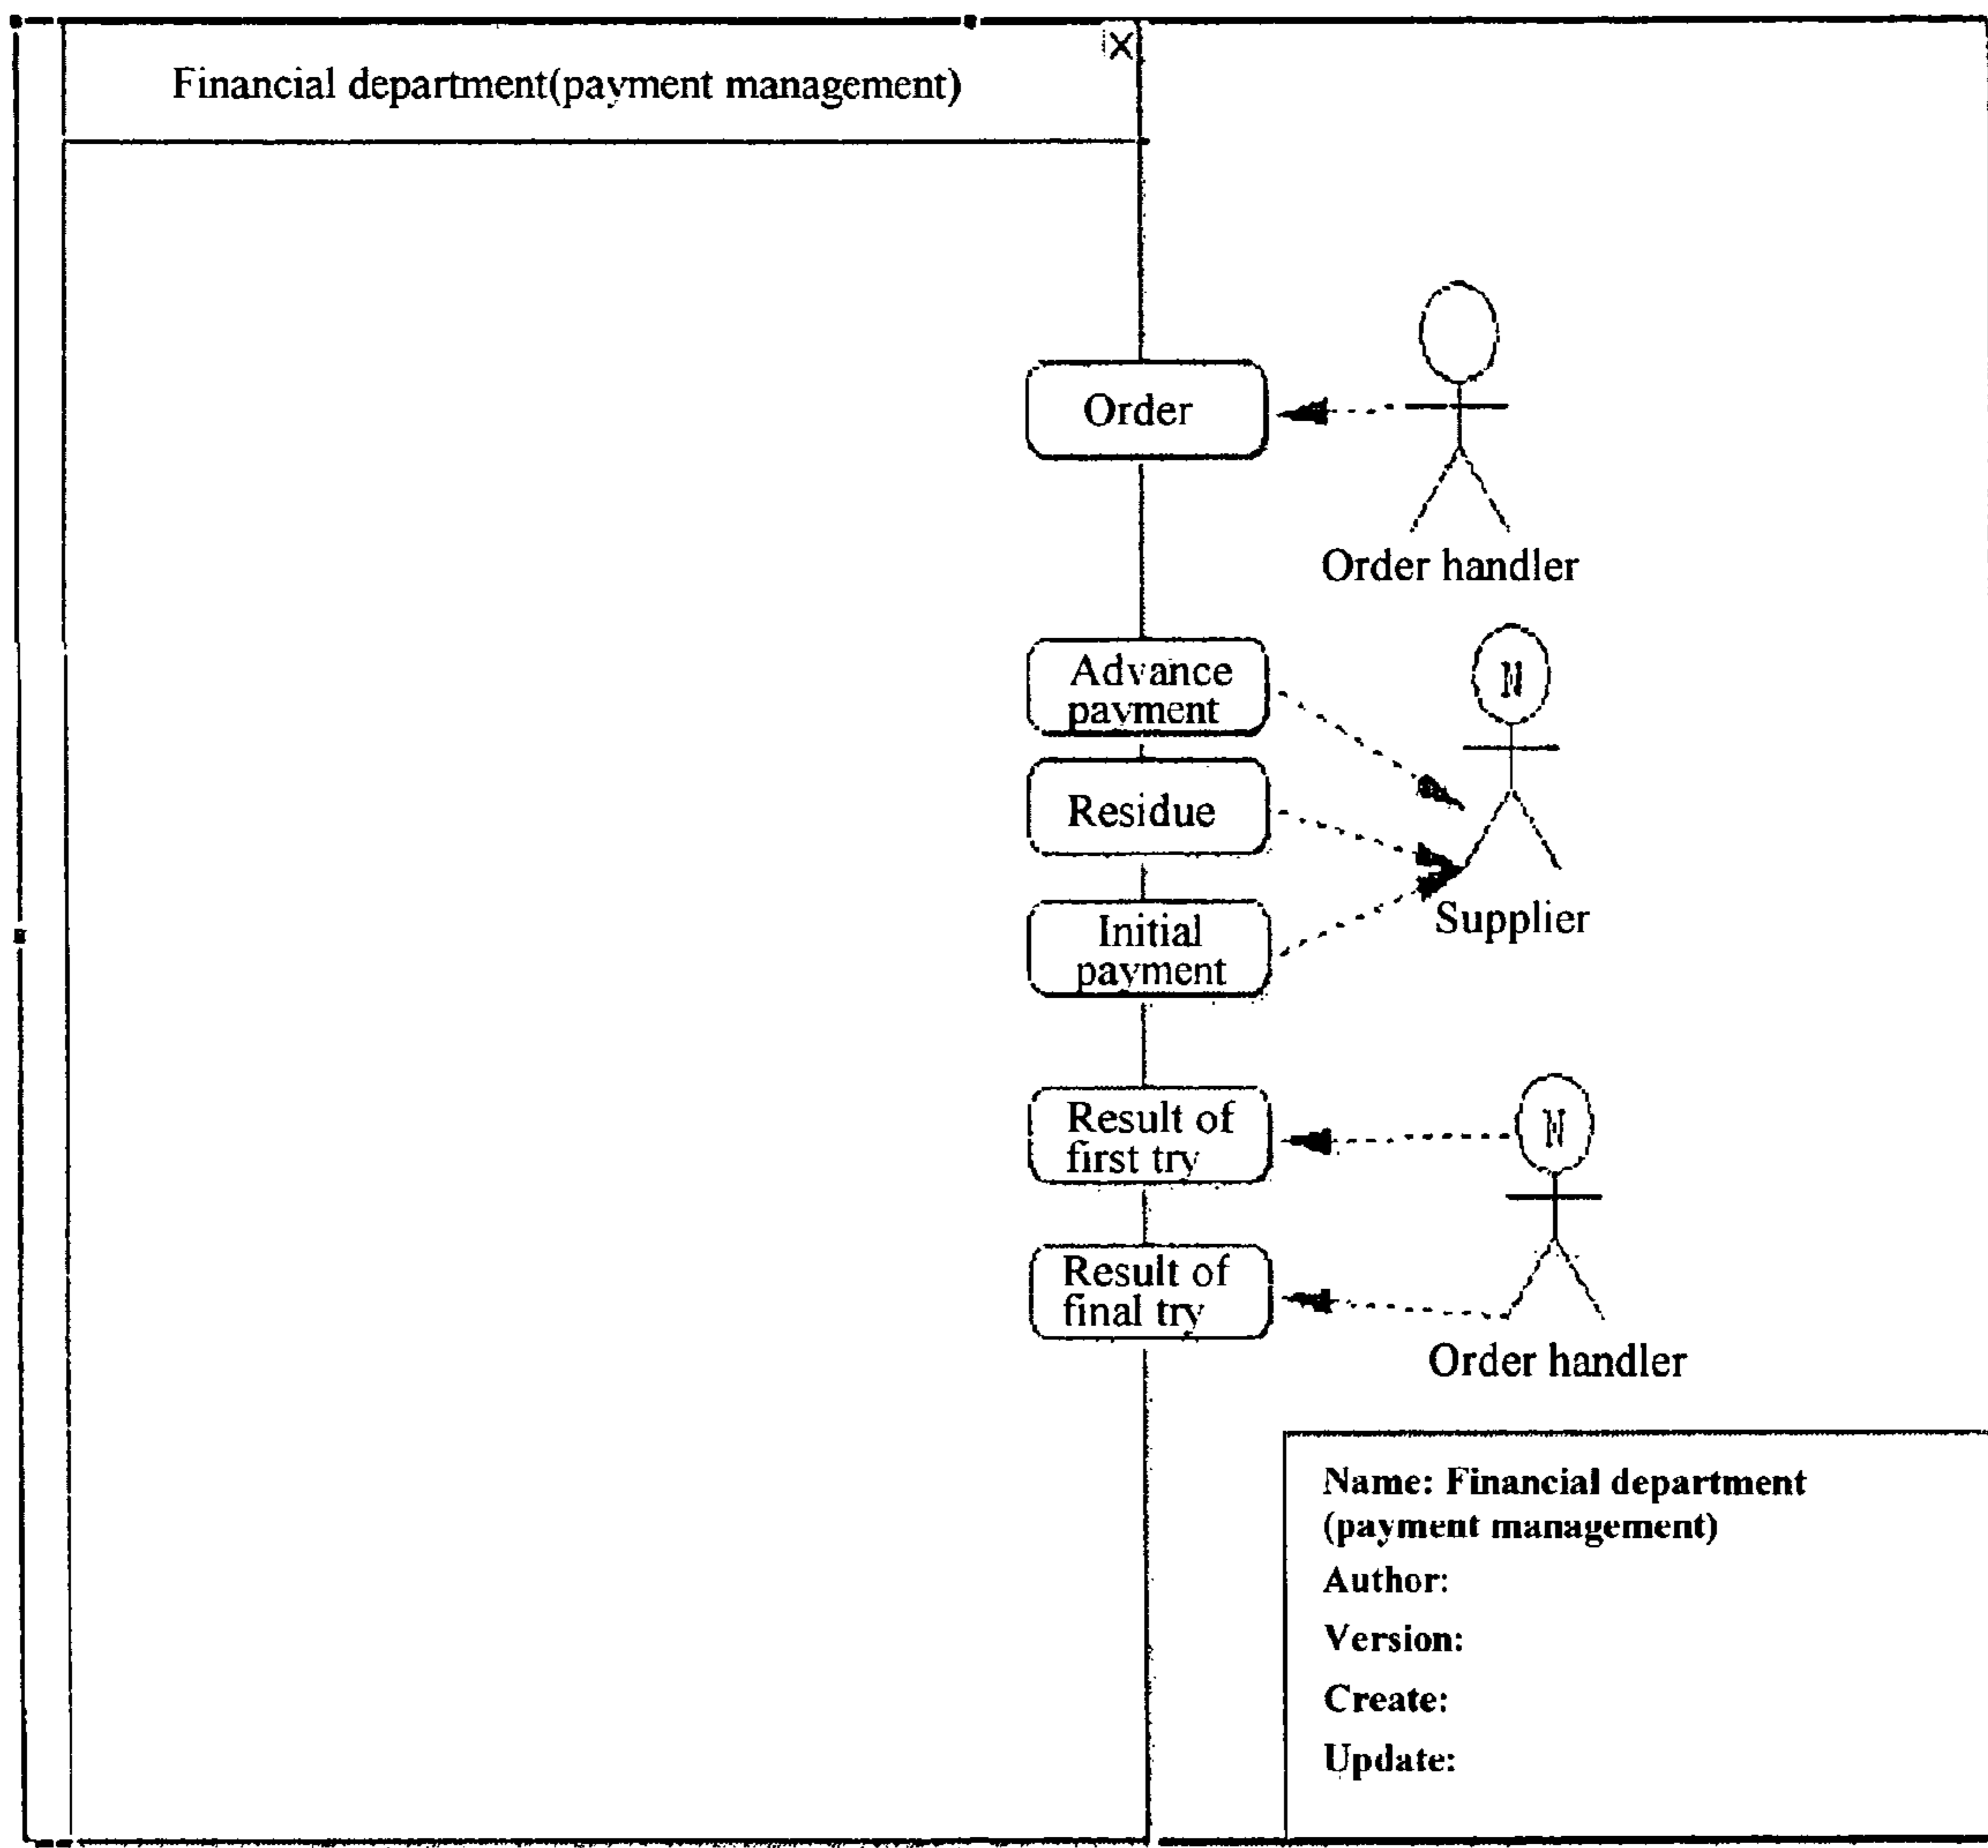 Financial department(payment management)
Order
Order handler
Advance
payment
N
Residue
Supplier
Initial
payment
Result of
first try
N
Result of
final try
Order handler
Name: Financial department
(payment management)
Author:
Version:
Create:
Update: